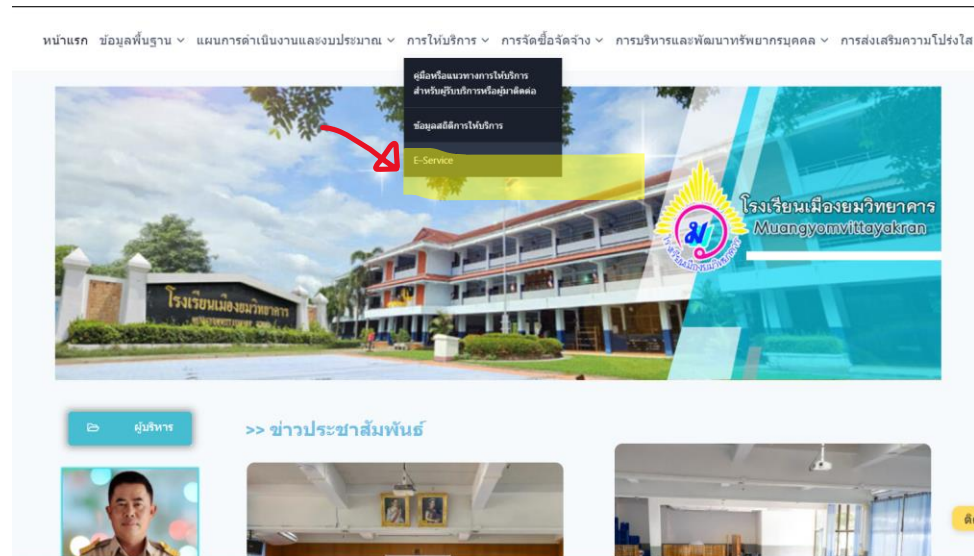 หน้าแรก ข้อมูลพื้นฐาน แผนการดำเนินงานและงบประมาณ การให้บริการ การจัดซื้อจัดจ้าง การบริหารและพัฒนาทรัพยากรบุคคล การส่งเสริมความโปร่งใส
คู่มือหรือแนวทางการให้บริการ
สำหรับผู้รับบริการหรือผู้มาติดต่อ
ข้อมูลสถิติการให้บริการ
E-Service
โรงเรียนเมืองยมวิทยาคาร
Muangyomvittayakran
โรงเรียนเมืองยมวิทยาคาร
ผู้บริหาร
>> ข่าวประชาสัมพันธ์